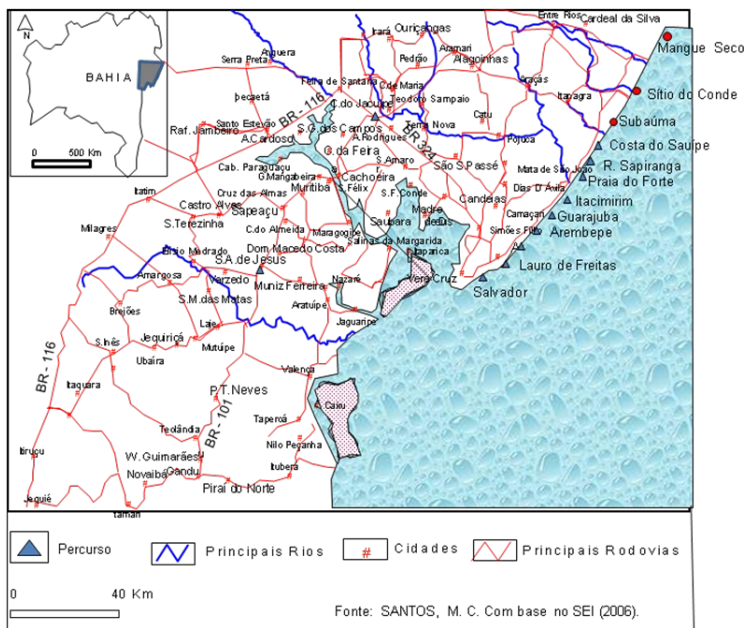 N
BAHIA
0 500 Km
Irará
Ouriçangas
Entre Rios
Cardeal da Silva
Anguera
Serra Preta
Aramari
Mangue Seco
Pedrão
Alagoinhas
Feira de Santana
C.de Maria
Araçás
Sítio do Conde
Ipecaetá
BR - 116
C.do Jacuipe
Teodoro Sampaio
Itanagra
Catu
Subaúma
Santo Estevão
Raf. Jambeiro
S.G.dos Campos
Terra Nova
A.Cardoso
A.Rodrigues
BR 324
Pojuca
Costa do Sauipe
C.da Feira
S.Amaro
São S.Passé
Mata de São João
R. Sapiranga
Cab. Paraguaçu
G.Mangabeira
Cachoeira
Praia do Forte
Itatim
Cruz das Almas
Muritiba
S.Félix
S.F.Conde
Dias D'Ávila
Castro Alves
Sapeaçu
Madre
de Deus
Candeias
Itacimirim
Camaçari
Guarajuba
S.Terezinha
C.do Almeida
Maragogipe
Saubara
Simões Filho
Arembepe
Milagres
Dom Macedo Costa
Salinas da Margarida
Elísio Medrado
S.A.de Jesus
Itaparica
Lauro de Freitas
Amargosa
Varzedo
Nazaré
Vera Cruz
Salvador
S.M.das Matas
Muniz Ferreira
Brejões
Aratuípe
Laje
Jaguaripe
Jequiriçá
Mutuípe
S.Inês
Ubaíra
BR - 116
Valença
Itaquara
P.T.Neves
Cairu
Taperoá
Teolândia
BR - 101
Nilo Peçanha
Itiruçu
W. Guimarães
Gandu
Ituberá
Novaibá
Piraí do Norte
Jequié
Percurso
Principais Rios
# Cidades
Principais Rodovias
0 40 Km
Fonte: SANTOS, M. C. Com base no SEI (2006).